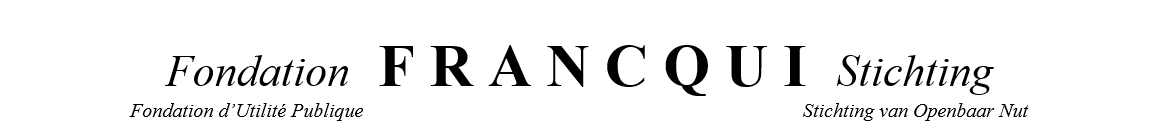 Fondation FRANCQUI Stichting
Fondation d'Utilité Publique Stichting van Openbaar Nut